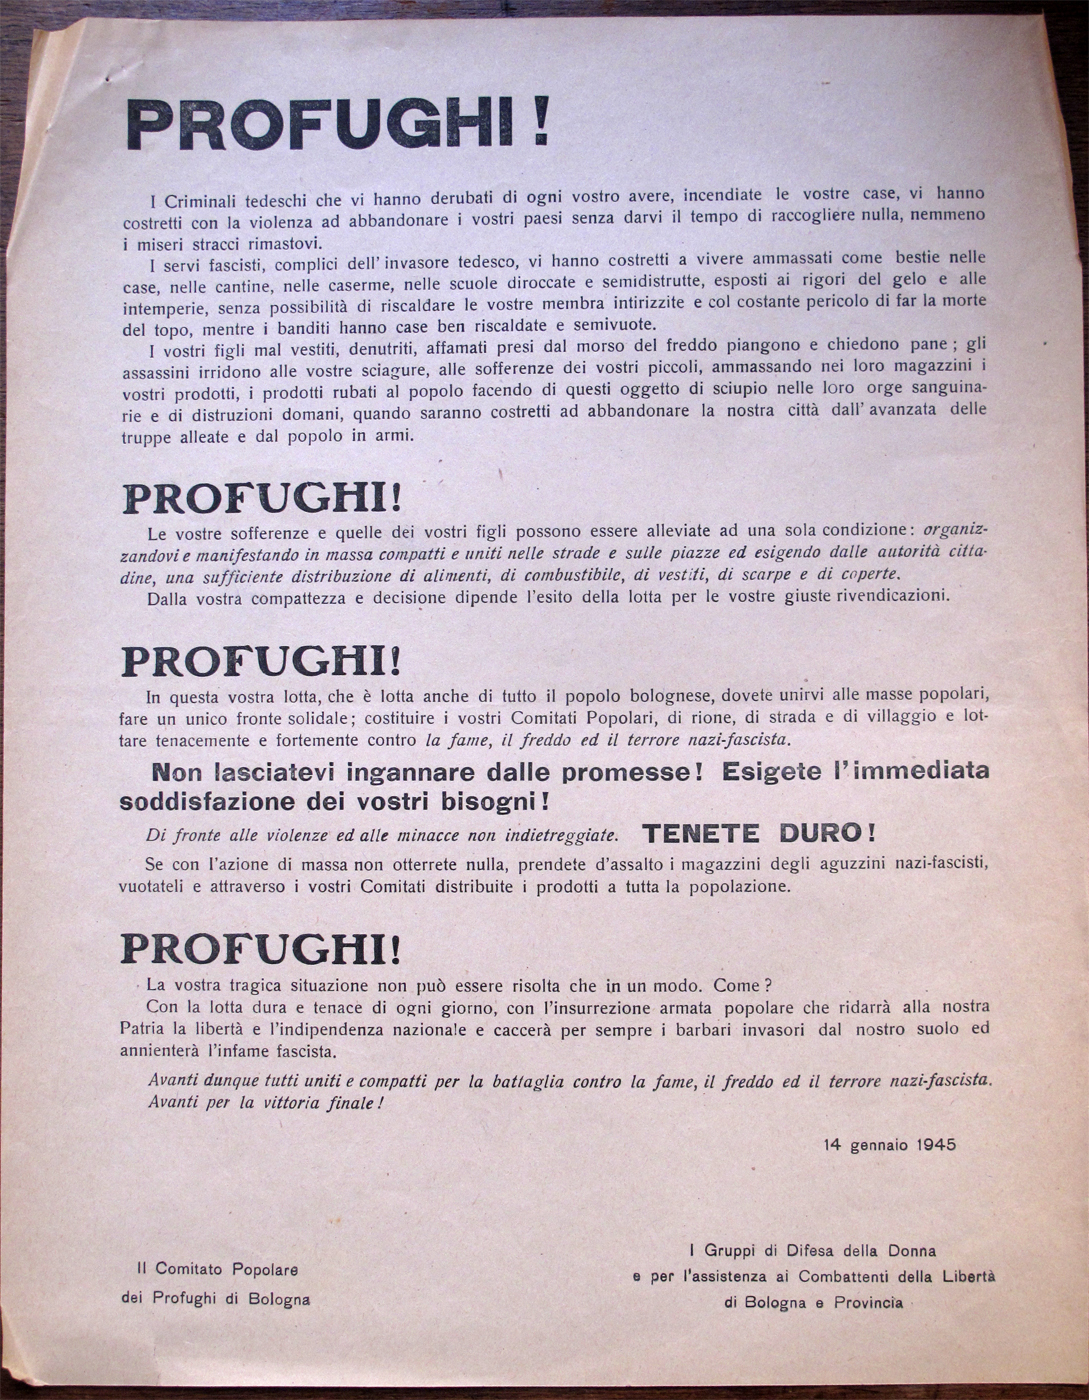 PROFUGHI!
I Criminali tedeschi che vi hanno derubati di ogni vostro avere, incendiate le vostre case, vi hanno
costretti con la violenza ad abbandonare i vostri paesi senza darvi il tempo di raccogliere nulla, nemmeno
i miseri stracci rimastovi.
I servi fascisti, complici dell'invasore tedesco, vi hanno costretti a vivere ammassati come bestie nelle
case, nelle cantine, nelle caserme, nelle scuole diroccate e semidistrutte, esposti ai rigori del gelo e alle
intemperie, senza possibilità di riscaldare le vostre membra intirizzite e col costante pericolo di far la morte
del topo, mentre i banditi hanno case ben riscaldate e semivuote.
I vostri figli mal vestiti, denutriti, affamati presi dal morso del freddo piangono e chiedono pane; gli
assassini irridono alle vostre sciagure, alle sofferenze dei vostri piccoli, ammassando nei loro magazzini i
vostri prodotti, i prodotti rubati al popolo facendo di questi oggetto di sciupio nelle loro orge sanguina-
rie e di distruzioni domani, quando saranno costretti ad abbandonare la nostra città dall'avanzata delle
truppe alleate e dal popolo in armi.
PROFUGHI!
Le vostre sofferenze e quelle dei vostri figli possono essere alleviate ad una sola condizione: organiz-
zandovi e manifestando in massa compatti e uniti nelle strade e sulle piazze ed esigendo dalle autorità citta-
dine, una sufficiente distribuzione di alimenti, di combustibile, di vestiti, di scarpe e di coperte.
Dalla vostra compattezza e decisione dipende l'esito della lotta per le vostre giuste rivendicazioni.
PROFUGHI!
In questa vostra lotta, che è lotta anche di tutto il popolo bolognese, dovete unirvi alle masse popolari,
fare un unico fronte solidale; costituire i vostri Comitati Popolari, di rione, di strada e di villaggio e lot-
tare tenacemente e fortemente contro la fame, il freddo ed il terrore nazi-fascista.
Non lasciatevi ingannare dalle promesse! Esigete l'immediata
soddisfazione dei vostri bisogni!
Di fronte alle violenze ed alle minacce non indietreggiate. TENETE DURO!
Se con l'azione di massa non otterrete nulla, prendete d'assalto i magazzini degli aguzzini nazi-fascisti,
vuotateli e attraverso i vostri Comitati distribuite i prodotti a tutta la popolazione.
PROFUGHI!
La vostra tragica situazione non può essere risolta che in un modo. Come?
Con la lotta dura e tenace di ogni giorno, con l'insurrezione armata popolare che ridarrà alla nostra
Patria la libertà e l'indipendenza nazionale e caccerà per sempre i barbari invasori dal nostro suolo ed
annienterà l'infame fascista.
Avanti dunque tutti uniti e compatti per la battaglia contro la fame, il freddo ed il terrore nazi-fascista.
Avanti per la vittoria finale!
14 gennaio 1945
Il Comitato Popolare
dei Profughi di Bologna
I Gruppi di Difesa della Donna
e per l'assistenza ai Combattenti della Libertà
di Bologna e Provincia